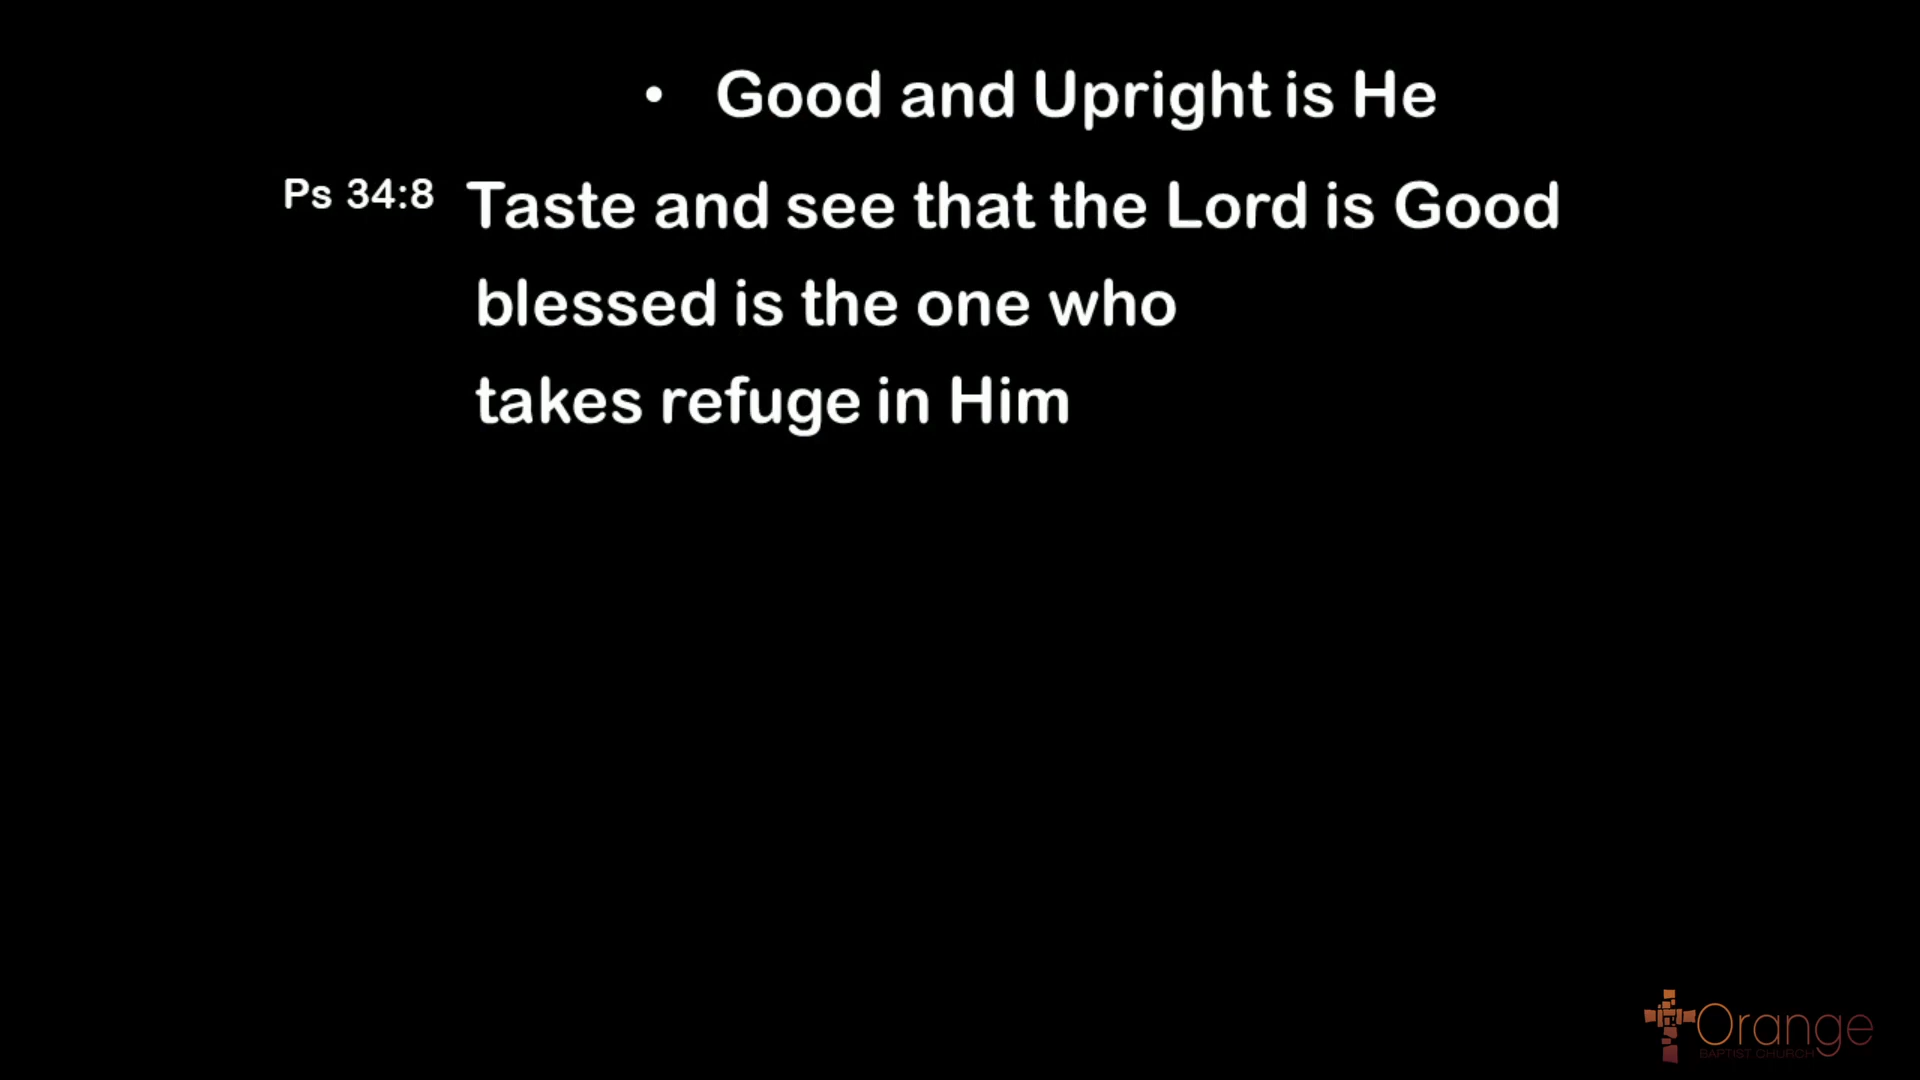 • Good and Upright is He
Ps 34:8 Taste and see that the Lord is Good
blessed is the one who
takes refuge in Him
Orange
BAPTIST CHURCH